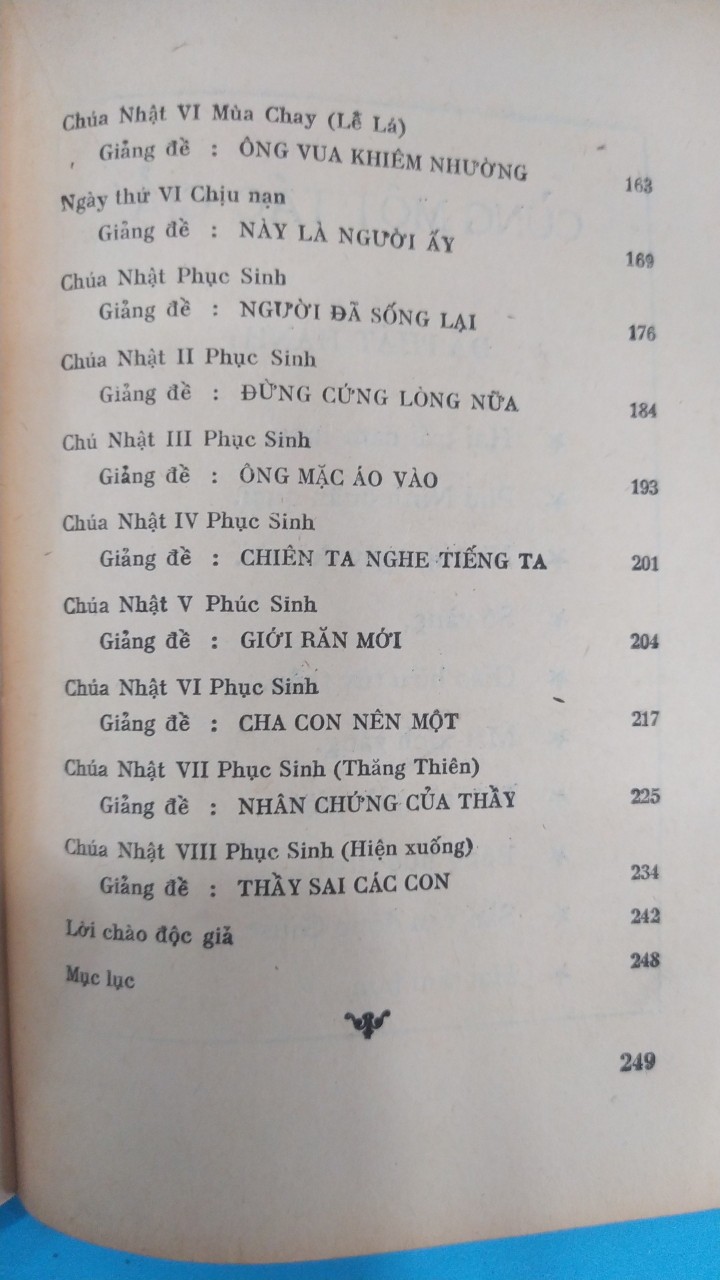 Chúa Nhật VI Mùa Chay (Lễ Lá)
Giảng đề : ÔNG VUA KHIÊM NHƯỜNG 163
Ngày thứ VI Chịu nạn
Giảng đề : NÀY LÀ NGƯỜI ẤY 169
Chúa Nhật Phục Sinh
Giảng đề : NGƯỜI ĐÃ SỐNG LẠI 176
Chúa Nhật II Phục Sinh
Giảng đề : ĐỪNG CỨNG LÒNG NỮA 184
Chú Nhật III Phục Sinh
Giảng đề : ÔNG MẶC ÁO VÀO 193
Chúa Nhật IV Phục Sinh
Giảng đề : CHIÊN TA NGHE TIẾNG TA 201
Chúa Nhật V Phúc Sinh
Giảng đề : GIỚI RĂN MỚI 204
Chúa Nhật VI Phục Sinh
Giảng đề : CHA CON NÊN MỘT 217
Chúa Nhật VII Phục Sinh (Thăng Thiên)
Giảng đề : NHÂN CHỨNG CỦA THẦY 225
Chúa Nhật VIII Phục Sinh (Hiện xuống)
Giảng đề : THẦY SAI CÁC CON 234
Lời chào độc giả 242
Mục lục 248
249